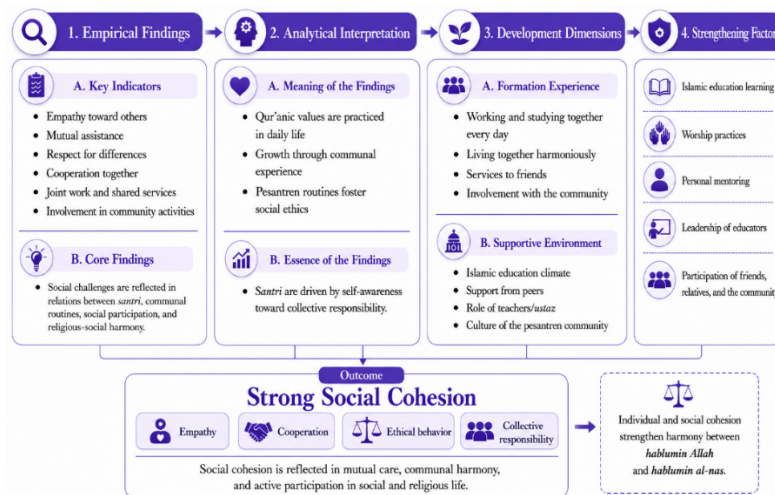 1. Empirical Findings
2. Analytical Interpretation
3. Development Dimensions
4. Strengthening Factor
A. Key Indicators
• Empathy toward others
• Mutual assistance
• Respect for differences
• Cooperation together
• Joint work and shared services
• Involvement in community activities
B. Core Findings
• Social challenges are reflected in
relations between santri, communal
routines, social participation, and
religious-social harmony.
A. Meaning of the Findings
• Qur'anic values are practiced
in daily life
• Growth through communal
experience
• Pesantren routines foster
social ethics
B. Essence of the Findings
• Santri are driven by self-awareness
toward collective responsibility.
A. Formation Experience
• Working and studying together
every day
• Living together harmoniously
• Services to friends
• Involvement with the community
B. Supportive Environment
• Islamic education climate
• Support from peers
• Role of teachers/ustaz
• Culture of the pesantren community
Islamic education learning
Worship practices
Personal mentoring
Leadership of educators
Participation of friends,
relatives, and the community
Outcome
Strong Social Cohesion
Empathy
Cooperation
Ethical behavior
Collective
responsibility
Social cohesion is reflected in mutual care, communal harmony,
and active participation in social and religious life.
Individual and social cohesion
strengthen harmony between
hablumin Allah
and hablumin al-nas.